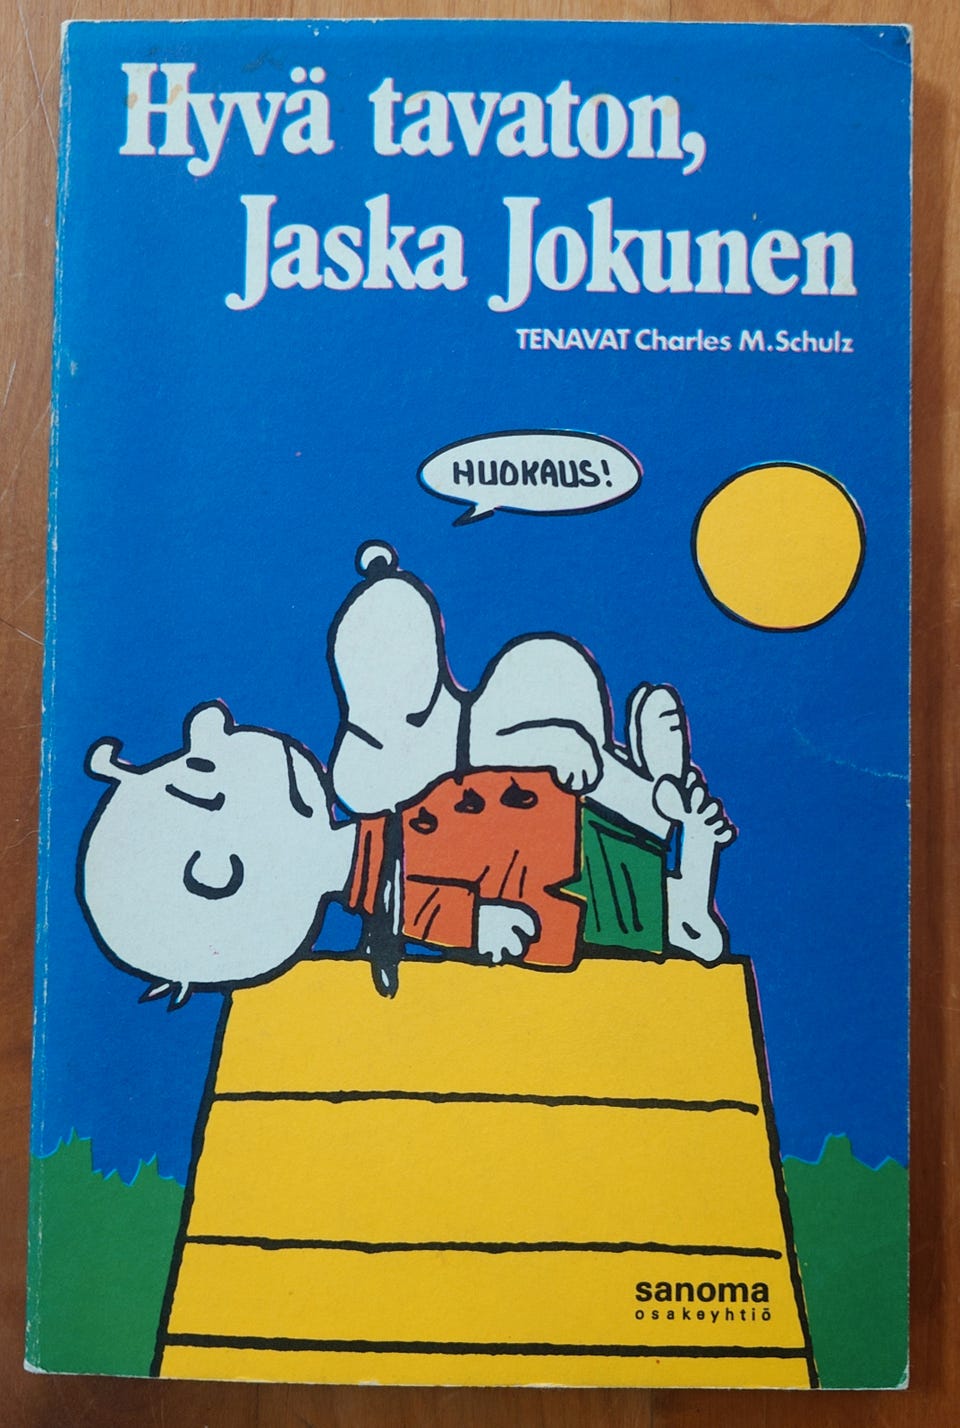 Hyvä tavaton,
Jaska Jokunen
TENAVAT Charles M. Schulz
HUOKAUS!
sanoma
osakeyhtiö